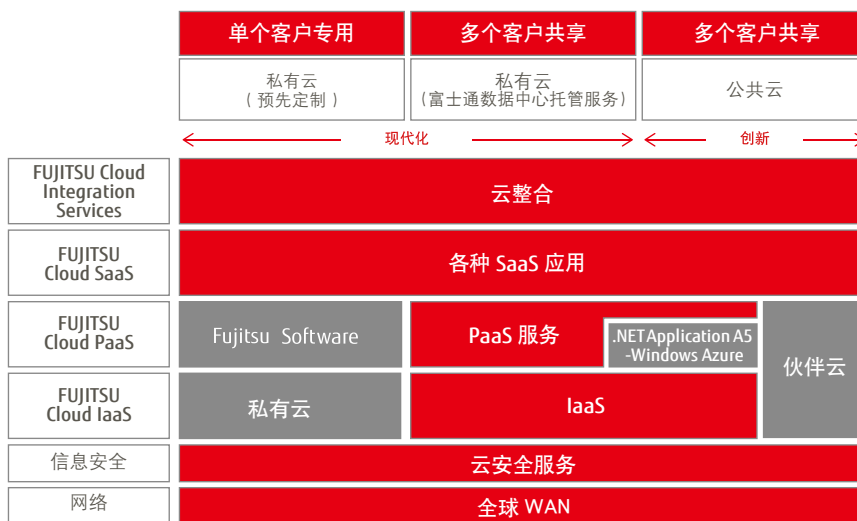 单个客户专用
多个客户共享
多个客户共享
私有云
（ 预先定制 ）
私有云
(富士通数据中心托管服务)
公共云
现代化
创新
FUJITSU Cloud
Integration
Services
云整合
FUJITSU
Cloud SaaS
各种 SaaS 应用
FUJITSU
Cloud PaaS
Fujitsu Software
PaaS 服务
.NET Application A5
-Windows Azure
伙伴云
FUJITSU
Cloud IaaS
私有云
IaaS
信息安全
云安全服务
网络
全球 WAN